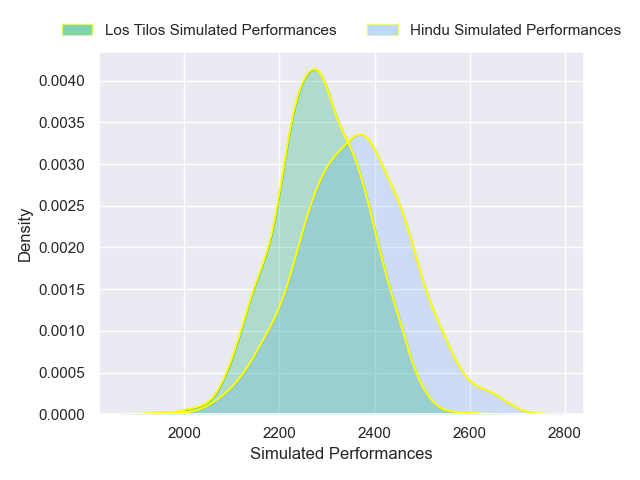 Los Tilos Simulated Performances Hindu Simulated Performances
0.0040
0.0035
0.0030
0.0025
0.0020
0.0015
0.0010
0.0005
0.0000
Density
2000 2200 2400 2600 2800
Simulated Performances